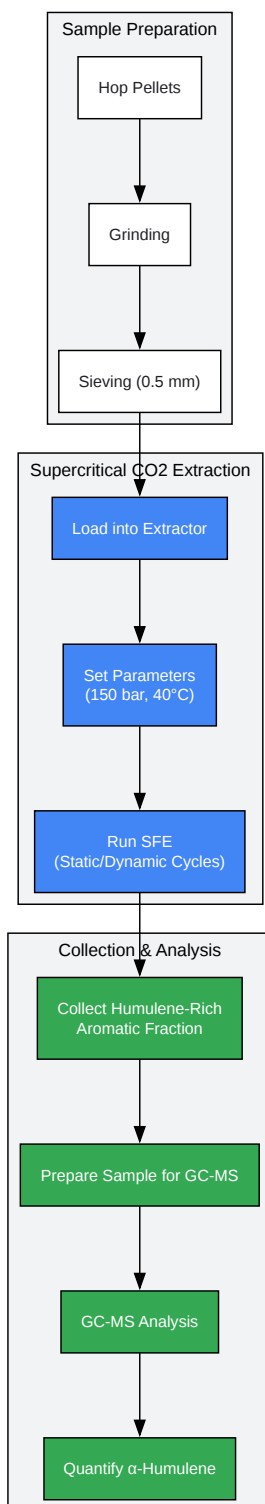 Sample Preparation
Hop Pellets
Grinding
Sieving (0.5 mm)
Supercritical CO2 Extraction
Load into Extractor
Set Parameters
(150 bar, 40°C)
Run SFE
(Static/Dynamic Cycles)
Collection & Analysis
Collect Humulene-Rich
Aromatic Fraction
Prepare Sample for GC-MS
GC-MS Analysis
Quantify α-Humulene